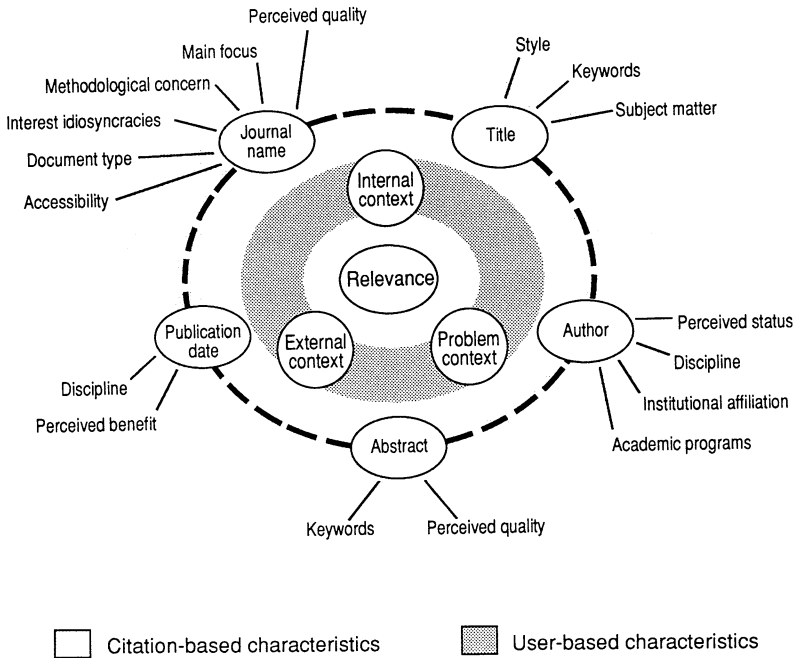 Perceived quality
Main focus
Methodological concern
Interest idiosyncracies
Document type
Accessibility
Journal
name
Style
Keywords
Subject matter
Title
Internal
context
Relevance
External
context
Problem
context
Publication
date
Discipline
Perceived benefit
Author
Perceived status
Discipline
Institutional affiliation
Academic programs
Abstract
Keywords
Perceived quality
Citation-based characteristics
User-based characteristics